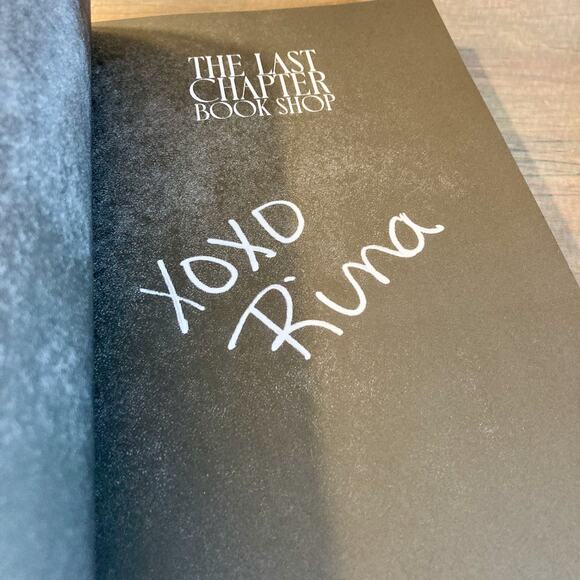 THE LAST
CHAPTER
BOOK SHOP
XOXO
Rina